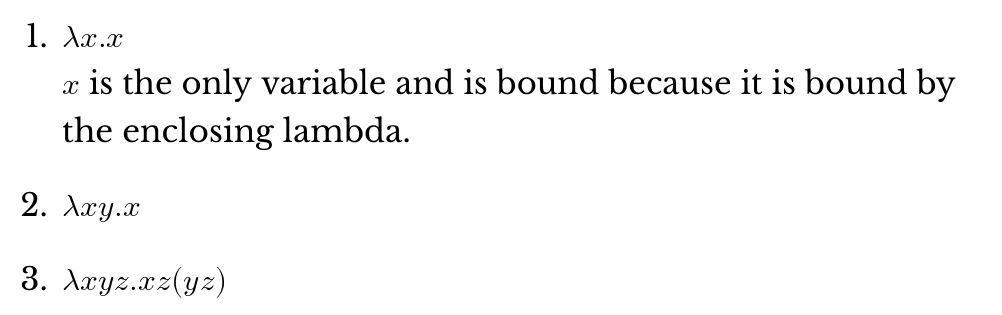 1. λx.x
x is the only variable and is bound because it is bound by
the enclosing lambda.
2. λxy.x
3. λxyz.xz(yz)